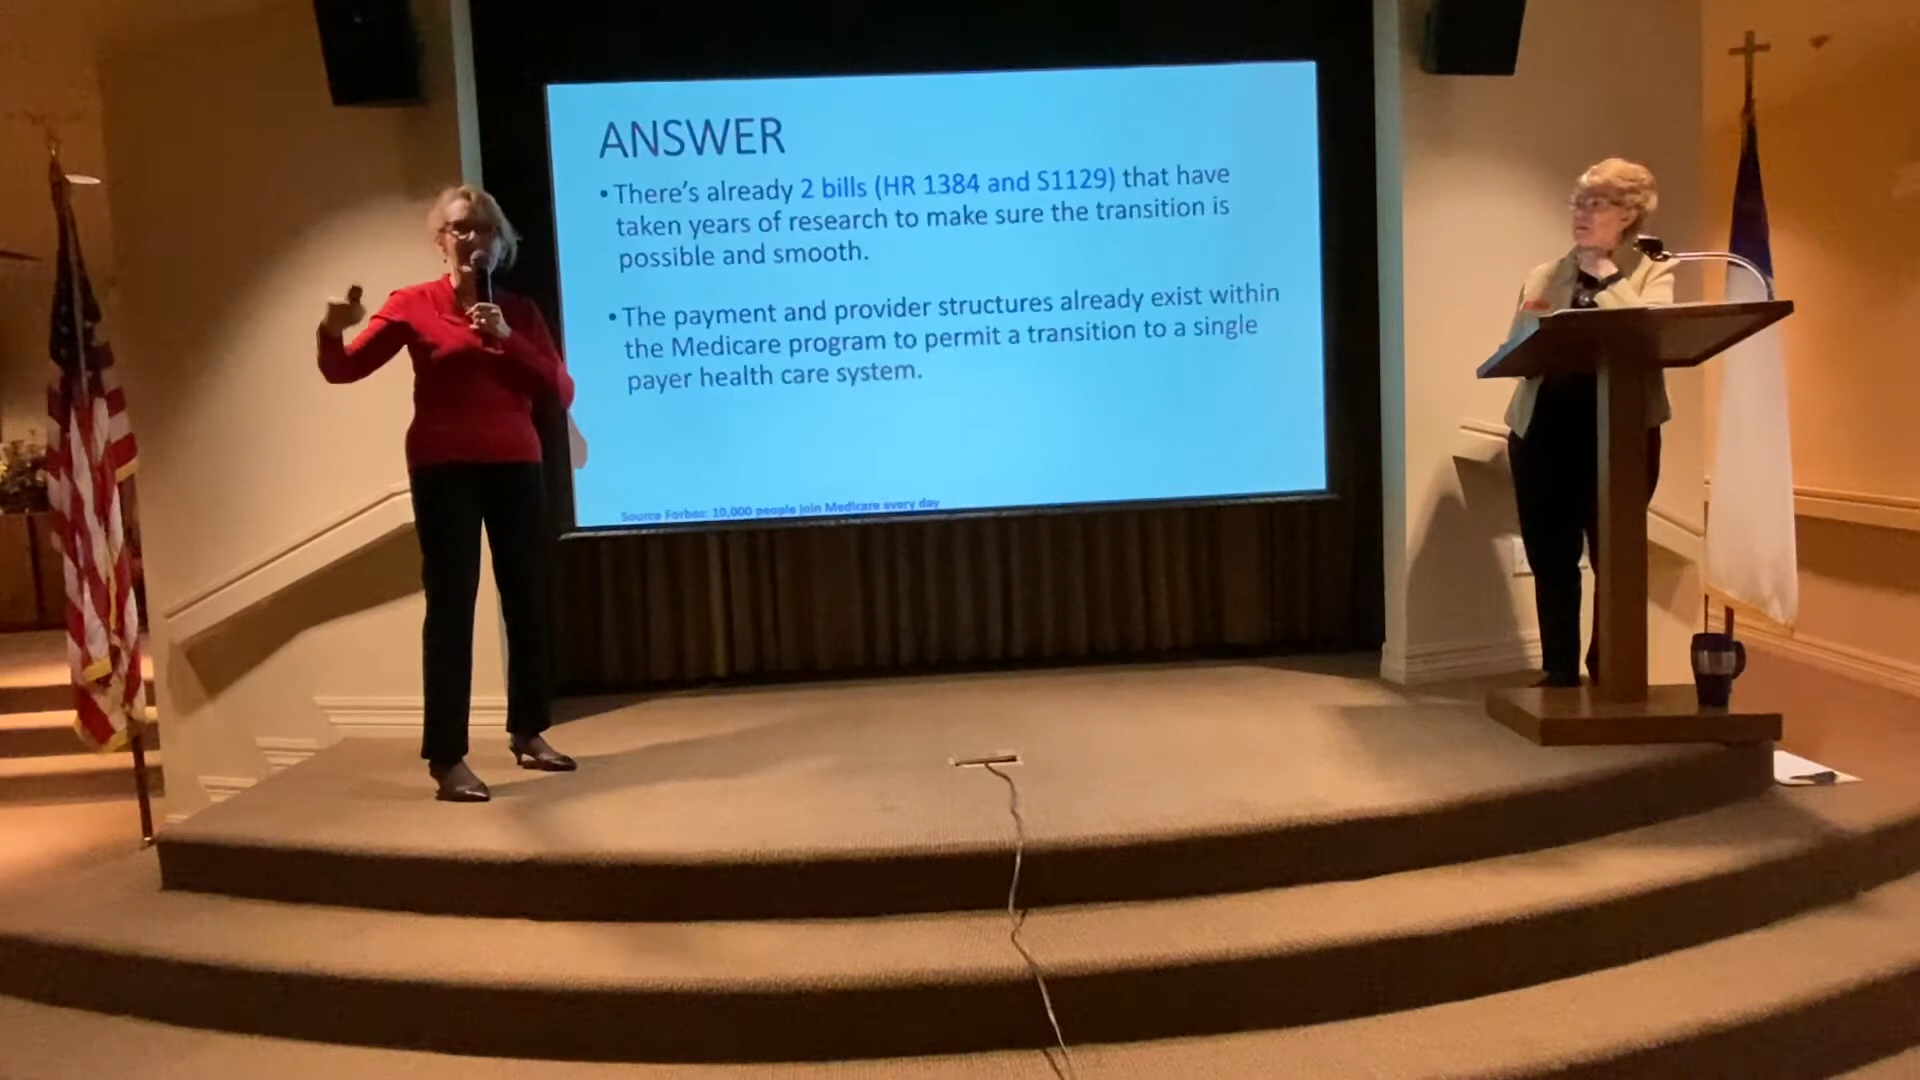 ANSWER
• There's already 2 bills (HR 1384 and S1129) that have
taken years of research to make sure the transition is
possible and smooth.
• The payment and provider structures already exist within
the Medicare program to permit a transition to a single
payer health care system.
Source Forbes: 10,000 people join Medicare every day